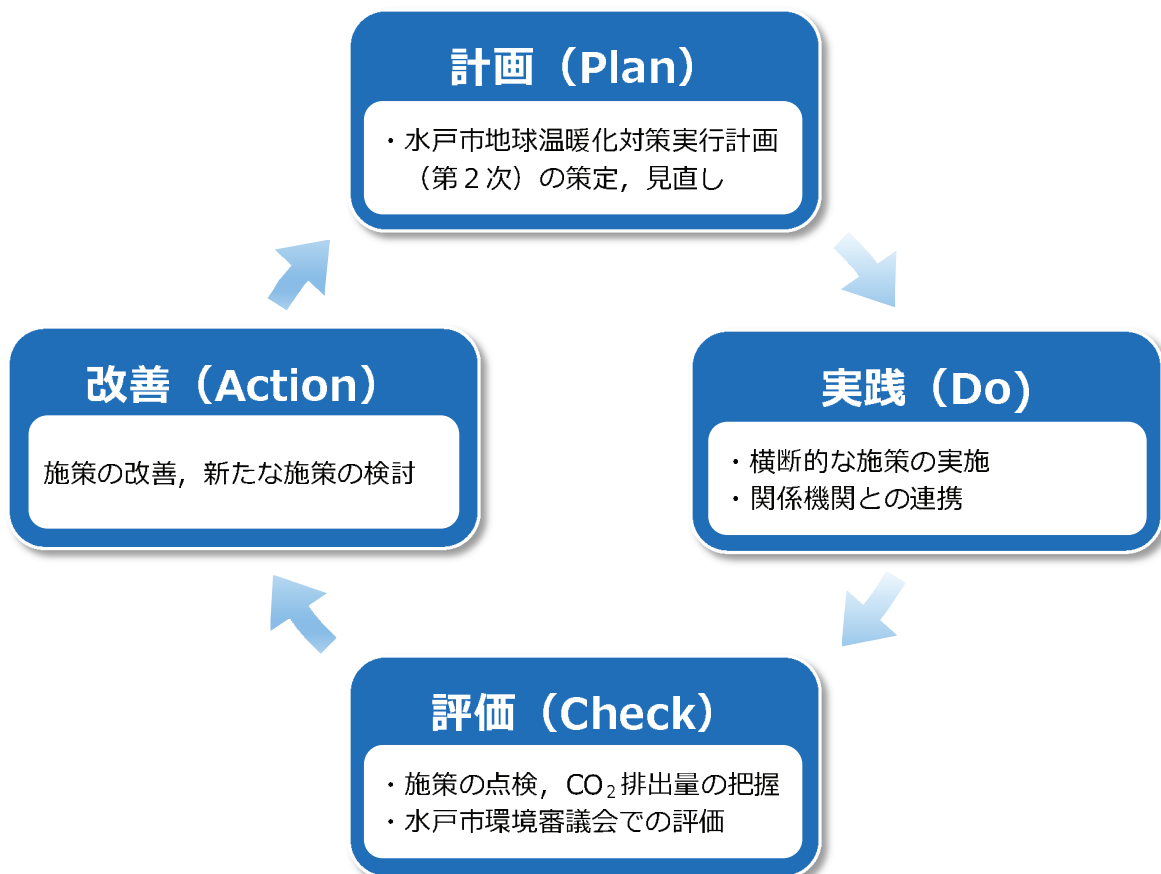 計画（Plan）
・水戸市地球温暖化対策実行計画
（第２次）の策定，見直し
実践（Do）
・横断的な施策の実施
・関係機関との連携
評価（Check）
・施策の点検，CO₂排出量の把握
・水戸市環境審議会での評価
改善（Action）
施策の改善，新たな施策の検討